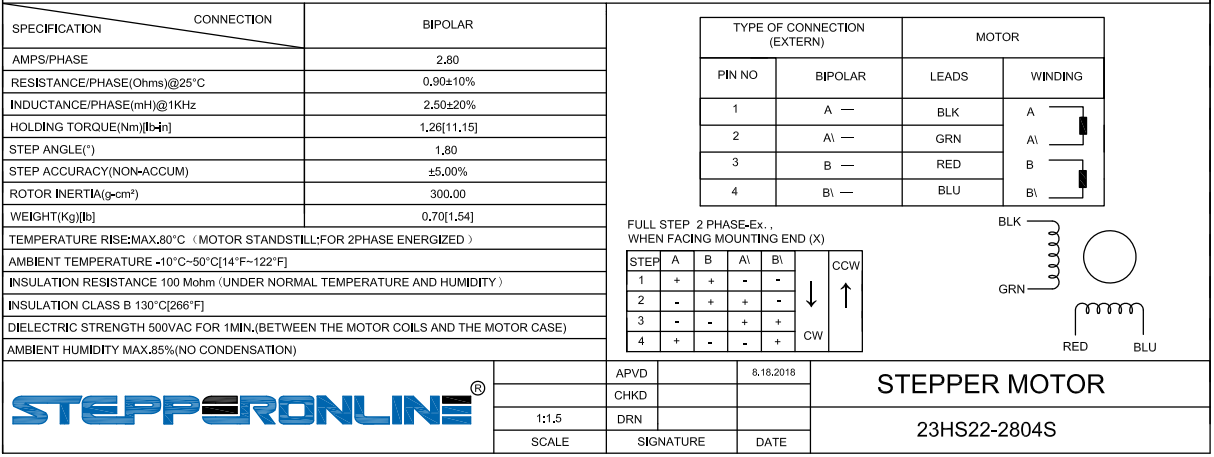 SPECIFICATION CONNECTION BIPOLAR
AMPS/PHASE 2.80
RESISTANCE/PHASE(Ohms)@25°C 0.90±10%
INDUCTANCE/PHASE(mH)@1KHz 2.50±20%
HOLDING TORQUE(Nm)[lb-in] 1.26[11.15]
STEP ANGLE(°) 1.80
STEP ACCURACY(NON-ACCUM) ±5.00%
ROTOR INERTIA(g-cm²) 300.00
WEIGHT(Kg)[lb] 0.70[1.54]
TEMPERATURE RISE:MAX.80°C (MOTOR STANDSTILL;FOR 2PHASE ENERGIZED)
AMBIENT TEMPERATURE -10°C~50°C[14°F~122°F]
INSULATION RESISTANCE 100 Mohm (UNDER NORMAL TEMPERATURE AND HUMIDITY)
INSULATION CLASS B 130°C[266°F]
DIELECTRIC STRENGTH 500VAC FOR 1MIN.(BETWEEN THE MOTOR COILS AND THE MOTOR CASE)
AMBIENT HUMIDITY MAX.85%(NO CONDENSATION)
TYPE OF CONNECTION
(EXTERN) MOTOR
PIN NO BIPOLAR LEADS WINDING
1 A — BLK A
2 A\ — GRN A\
3 B — RED B
4 B\ — BLU B\
FULL STEP 2 PHASE-Ex.,
WHEN FACING MOUNTING END (X)
STEP A B A\ B\ CCW
1 + + - -
2 - + + -
3 - - + +
4 + - - + CW
BLK
GRN
RED BLU
STEPPERONLINE®
APVD 8.18.2018
CHKD
1:1.5 DRN
SCALE SIGNATURE DATE
STEPPER MOTOR
23HS22-2804S